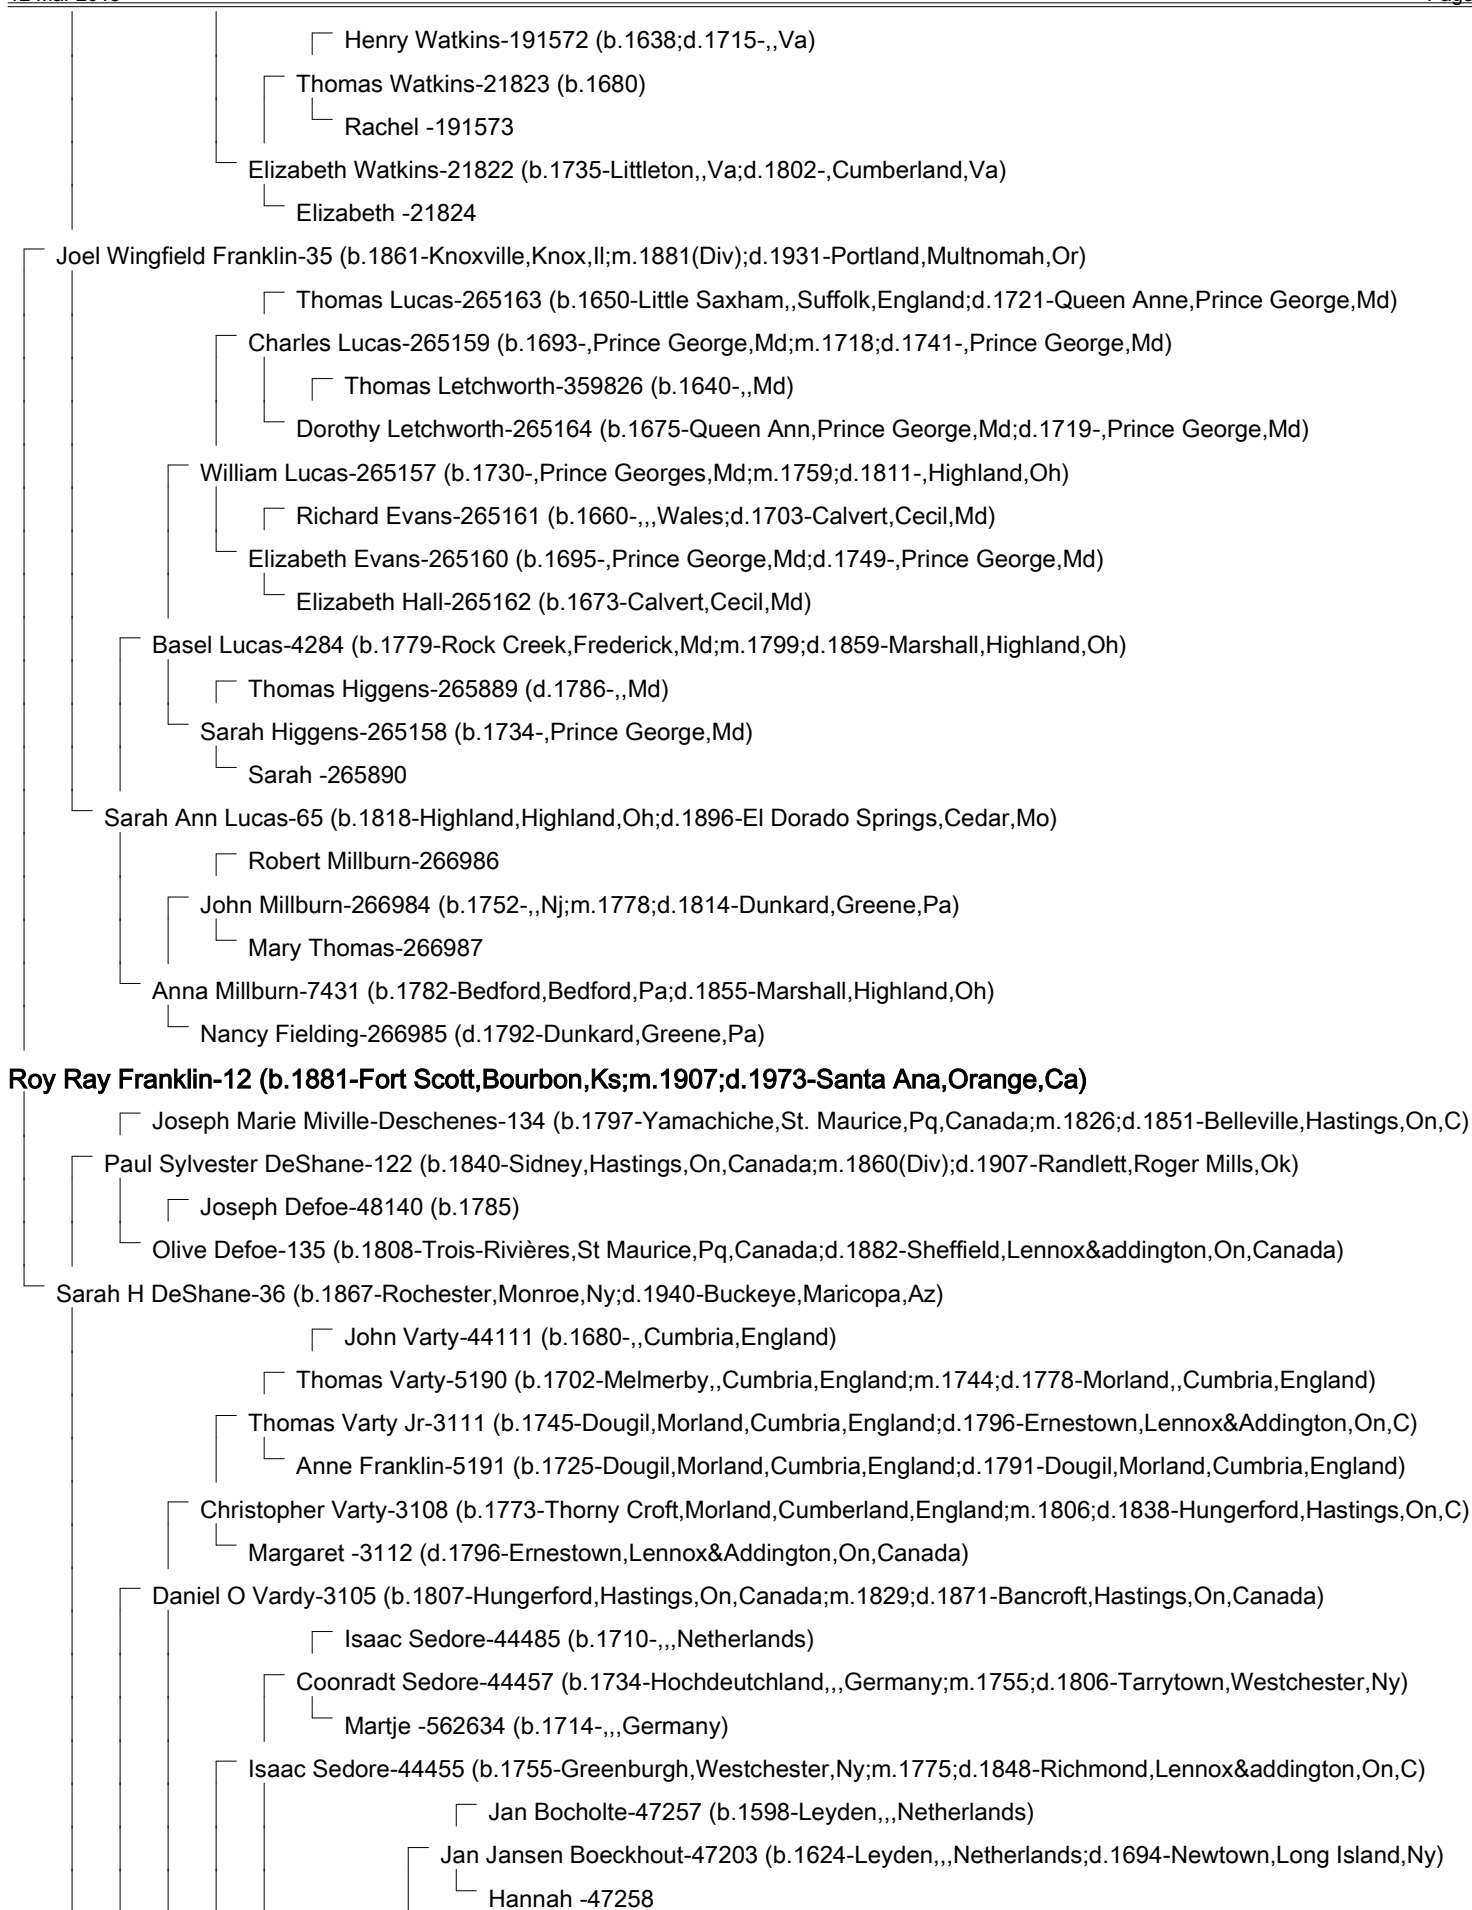 Henry Watkins-191572 (b.1638;d.1715-,,Va)
Thomas Watkins-21823 (b.1680)
Rachel -191573
Elizabeth Watkins-21822 (b.1735-Littleton,,Va;d.1802-,Cumberland,Va)
Elizabeth -21824
Joel Wingfield Franklin-35 (b.1861-Knoxville,Knox,Il;m.1881(Div);d.1931-Portland,Multnomah,Or)
Thomas Lucas-265163 (b.1650-Little Saxham,,Suffolk,England;d.1721-Queen Anne,Prince George,Md)
Charles Lucas-265159 (b.1693-,Prince George,Md;m.1718;d.1741-,Prince George,Md)
Thomas Letchworth-359826 (b.1640-,,Md)
Dorothy Letchworth-265164 (b.1675-Queen Ann,Prince George,Md;d.1719-,Prince George,Md)
William Lucas-265157 (b.1730-,Prince Georges,Md;m.1759;d.1811-,Highland,Oh)
Richard Evans-265161 (b.1660-,,,Wales;d.1703-Calvert,Cecil,Md)
Elizabeth Evans-265160 (b.1695-,Prince George,Md;d.1749-,Prince George,Md)
Elizabeth Hall-265162 (b.1673-Calvert,Cecil,Md)
Basel Lucas-4284 (b.1779-Rock Creek,Frederick,Md;m.1799;d.1859-Marshall,Highland,Oh)
Thomas Higgens-265889 (d.1786-,,Md)
Sarah Higgens-265158 (b.1734-,Prince George,Md)
Sarah -265890
Sarah Ann Lucas-65 (b.1818-Highland,Highland,Oh;d.1896-El Dorado Springs,Cedar,Mo)
Robert Millburn-266986
John Millburn-266984 (b.1752-,,Nj;m.1778;d.1814-Dunkard,Greene,Pa)
Mary Thomas-266987
Anna Millburn-7431 (b.1782-Bedford,Bedford,Pa;d.1855-Marshall,Highland,Oh)
Nancy Fielding-266985 (d.1792-Dunkard,Greene,Pa)
Roy Ray Franklin-12 (b.1881-Fort Scott,Bourbon,Ks;m.1907;d.1973-Santa Ana,Orange,Ca)
Joseph Marie Miville-Deschenes-134 (b.1797-Yamachiche,St. Maurice,Pq,Canada;m.1826;d.1851-Belleville,Hastings,On,C)
Paul Sylvester DeShane-122 (b.1840-Sidney,Hastings,On,Canada;m.1860(Div);d.1907-Randlett,Roger Mills,Ok)
Joseph Defoe-48140 (b.1785)
Olive Defoe-135 (b.1808-Trois-Rivières,St Maurice,Pq,Canada;d.1882-Sheffield,Lennox&addington,On,Canada)
Sarah H DeShane-36 (b.1867-Rochester,Monroe,Ny;d.1940-Buckeye,Maricopa,Az)
John Varty-44111 (b.1680-,,Cumbria,England)
Thomas Varty-5190 (b.1702-Melmerby,,Cumbria,England;m.1744;d.1778-Morland,,Cumbria,England)
Thomas Varty Jr-3111 (b.1745-Dougil,Morland,Cumbria,England;d.1796-Ernestown,Lennox&Addington,On,C)
Anne Franklin-5191 (b.1725-Dougil,Morland,Cumbria,England;d.1791-Dougil,Morland,Cumbria,England)
Christopher Varty-3108 (b.1773-Thorny Croft,Morland,Cumberland,England;m.1806;d.1838-Hungerford,Hastings,On,C)
Margaret -3112 (d.1796-Ernestown,Lennox&Addington,On,Canada)
Daniel O Vardy-3105 (b.1807-Hungerford,Hastings,On,Canada;m.1829;d.1871-Bancroft,Hastings,On,Canada)
Isaac Sedore-44485 (b.1710-,,,Netherlands)
Coonradt Sedore-44457 (b.1734-Hochdeutchland,,,Germany;m.1755;d.1806-Tarrytown,Westchester,Ny)
Martje -562634 (b.1714-,,,Germany)
Isaac Sedore-44455 (b.1755-Greenburgh,Westchester,Ny;m.1775;d.1848-Richmond,Lennox&addington,On,C)
Jan Bocholte-47257 (b.1598-Leyden,,,Netherlands)
Jan Jansen Boeckhout-47203 (b.1624-Leyden,,,Netherlands;d.1694-Newtown,Long Island,Ny)
Hannah -47258